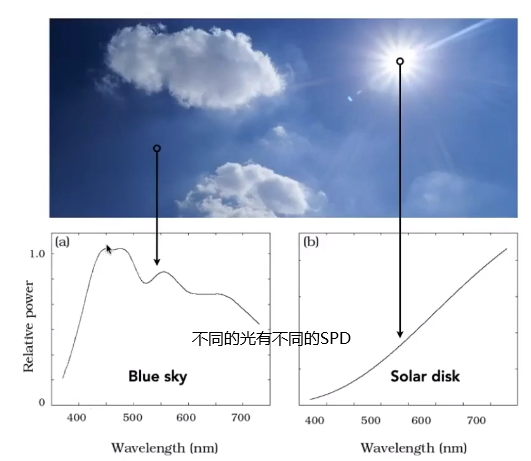 (a)
(b)
1.0
Relative power
0
不同的光有不同的SPD
Blue sky
Solar disk
400 500 600 700
400 500 600 700
Wavelength (nm)
Wavelength (nm)